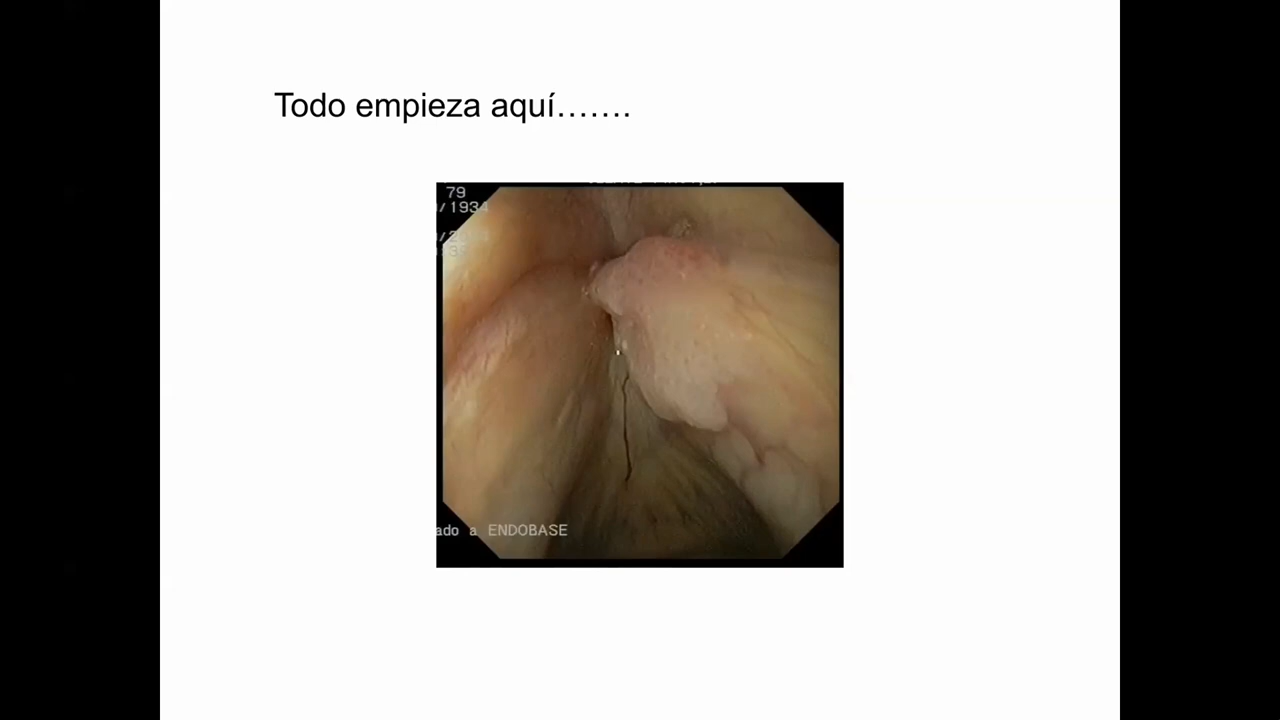 Todo empieza aquí…….
79
/1934
ado a ENDOBASE